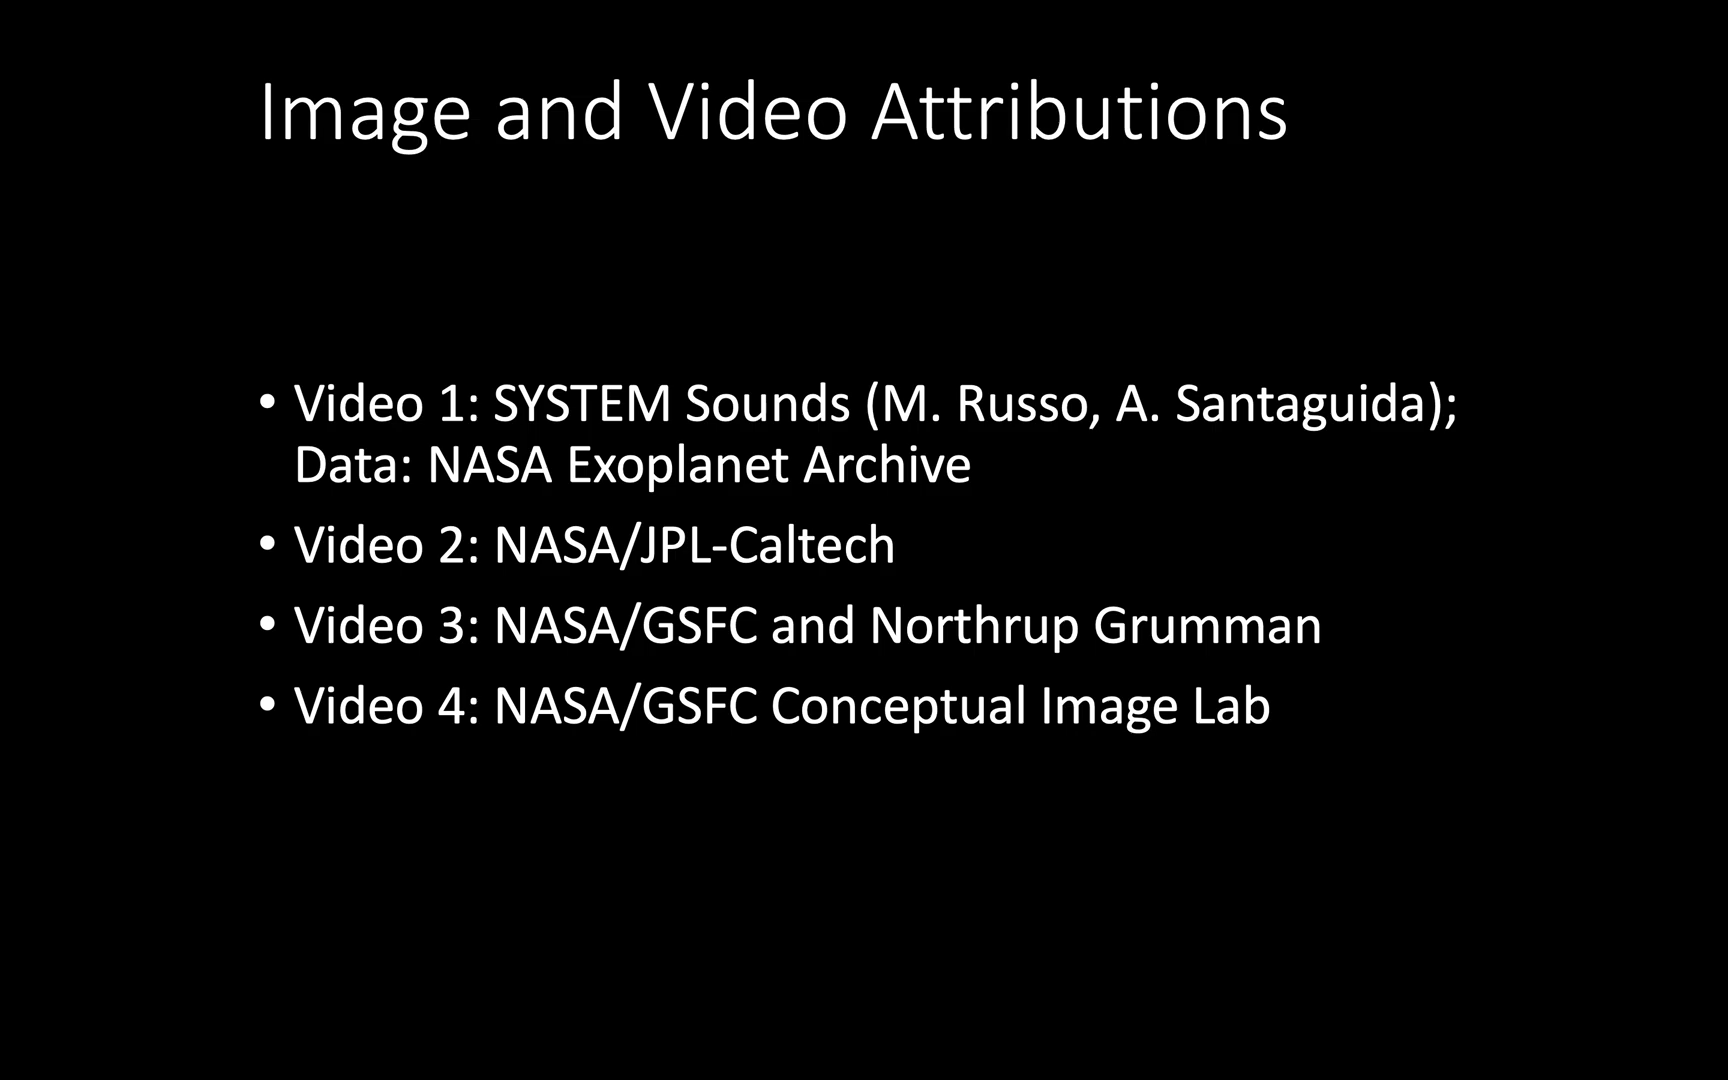 Image and Video Attributions
• Video 1: SYSTEM Sounds (M. Russo, A. Santaguida);
Data: NASA Exoplanet Archive
• Video 2: NASA/JPL-Caltech
• Video 3: NASA/GSFC and Northrup Grumman
• Video 4: NASA/GSFC Conceptual Image Lab